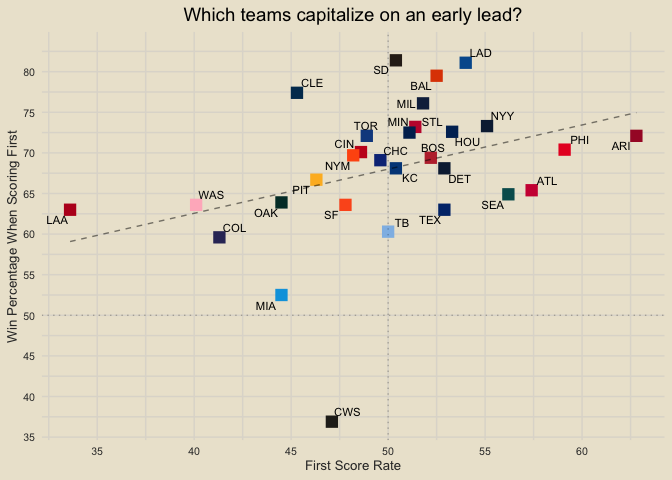 Which teams capitalize on an early lead?
Win Percentage When Scoring First
80
75
70
65
60
55
50
45
40
35
SD
LAD
BAL
CLE
MIL
TOR
MIN
STL
NYY
HOU
CIN
CHC
BOS
PHI
ARI
NYM
KC
DET
PIT
WAS
OAK
SF
TEX
SEA
ATL
LAA
COL
TB
MIA
CWS
35
40
45
50
55
60
First Score Rate